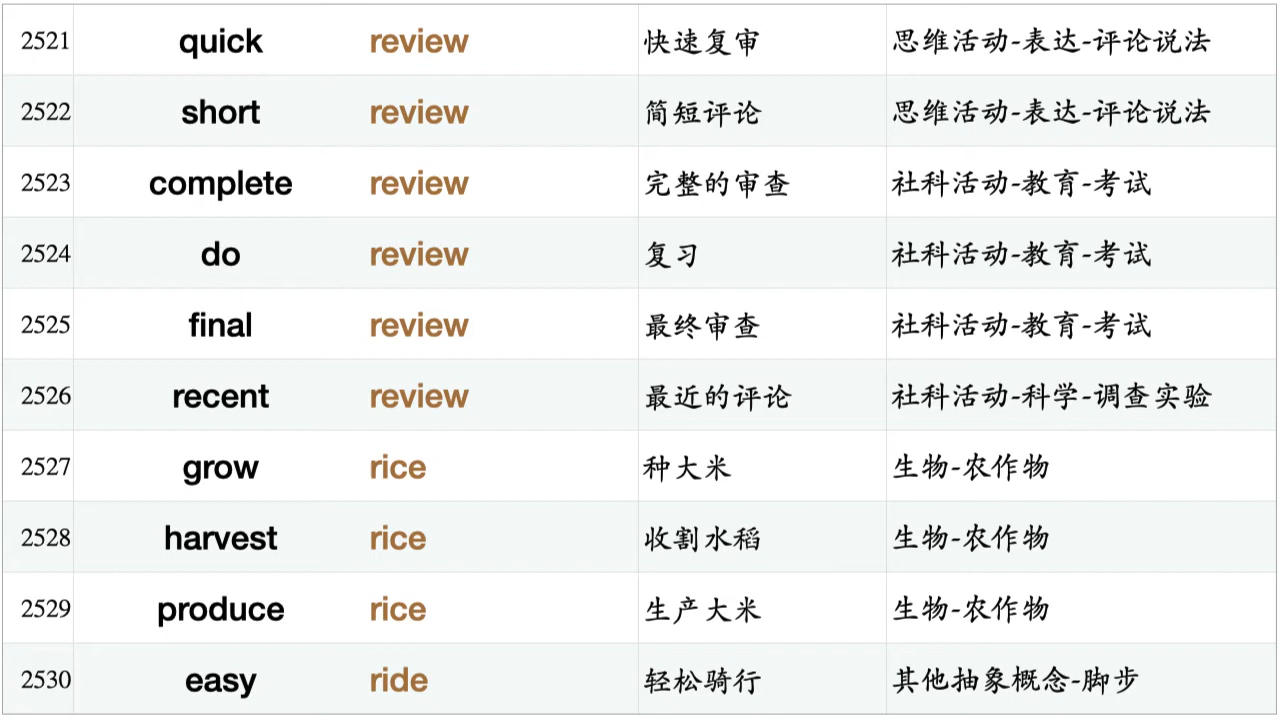 2521 quick review 快速复审 思维活动-表达-评论说法
2522 short review 简短评论 思维活动-表达-评论说法
2523 complete review 完整的审查 社科活动-教育-考试
2524 do review 复习 社科活动-教育-考试
2525 final review 最终审查 社科活动-教育-考试
2526 recent review 最近的评论 社科活动-科学-调查实验
2527 grow rice 种大米 生物-农作物
2528 harvest rice 收割水稻 生物-农作物
2529 produce rice 生产大米 生物-农作物
2530 easy ride 轻松骑行 其他抽象概念-脚步